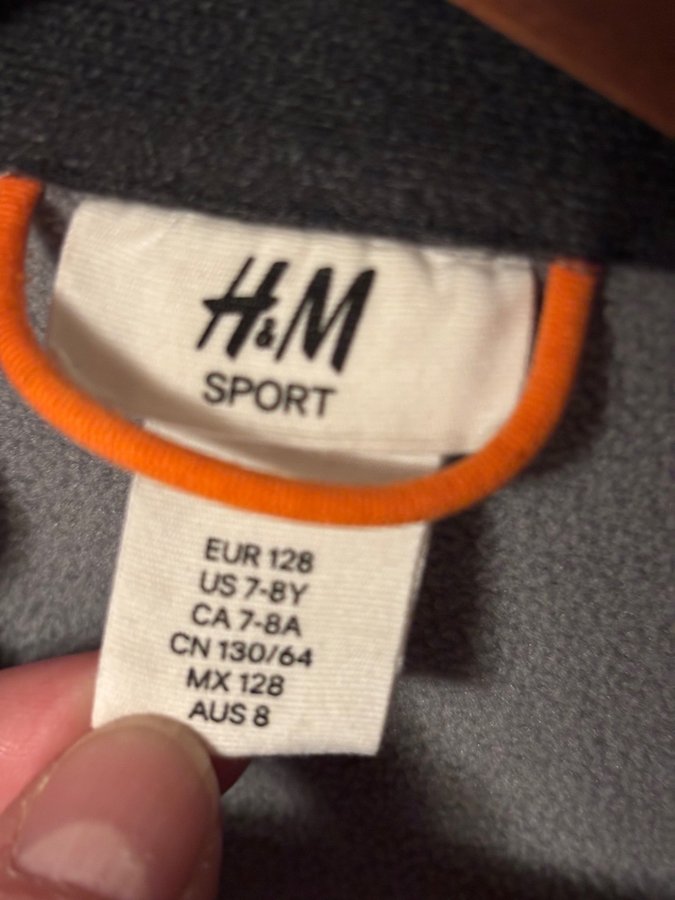 H&M
SPORT
EUR 128
US 7-8Y
CA 7-8A
CN 130/64
MX 128
AUS 8